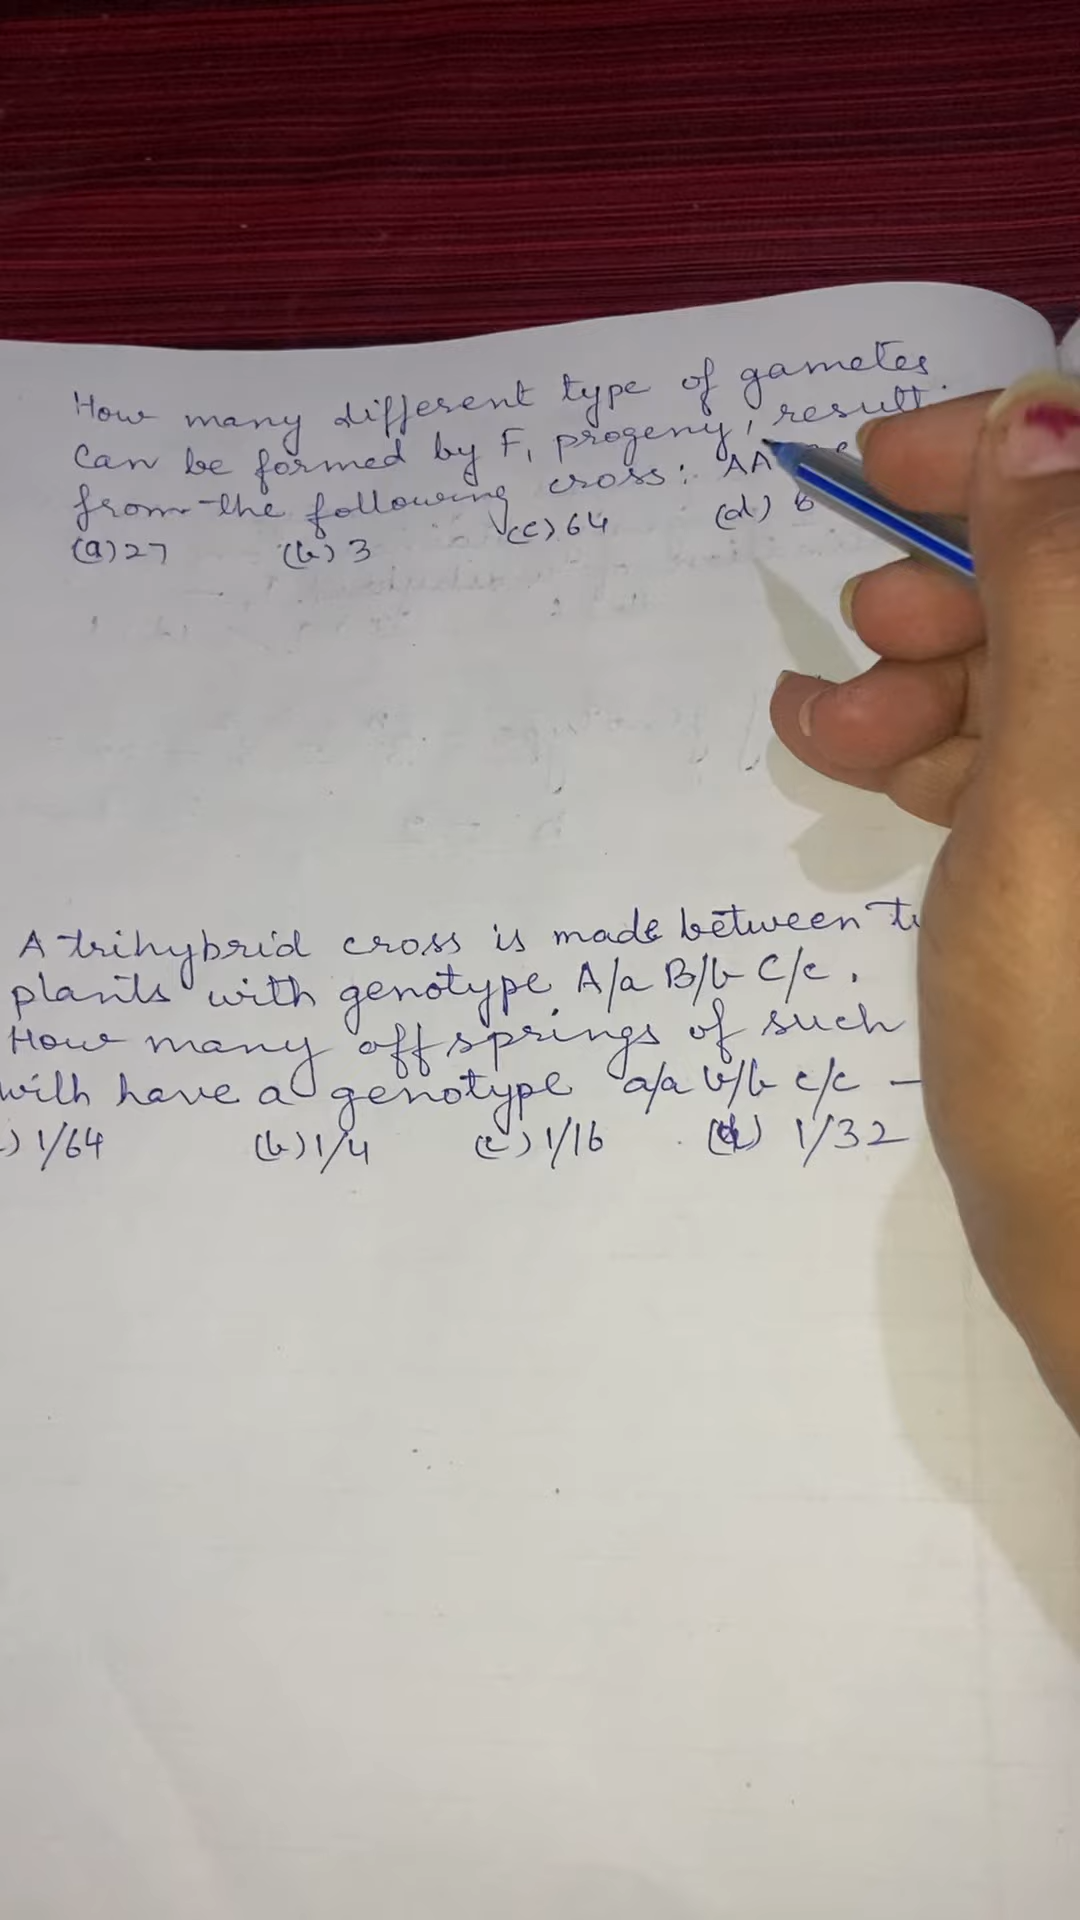 How many different type of gametes
can be formed by F₁ progeny, result
from the following cross: AA
(a) 27 (b) 3 (c) 64 (d)
A trihybrid cross is made between
plants with genotype A/a B/b C/c.
How many offsprings of such
will have a genotype a/a b/b c/c —
) 1/64 (b) 1/4 (c) 1/16 (d) 1/32